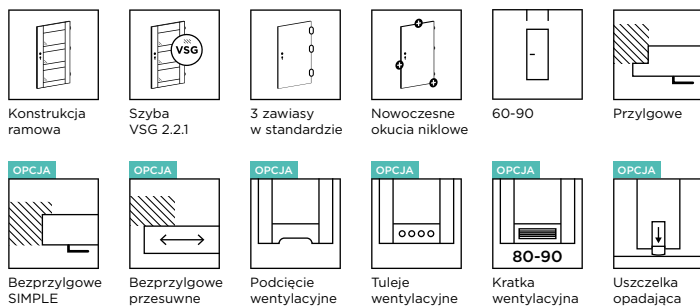 VSG
Konstrukcja
ramowa
Szyba
VSG 2.2.1
3 zawiasy
w standardzie
Nowoczesne
okucia niklowe
60-90
Przylgowe
OPCJA
OPCJA
OPCJA
OPCJA
OPCJA
OPCJA
80-90
Bezprzylgowe
SIMPLE
Bezprzylgowe
przesuwne
Podcięcie
wentylacyjne
Tuleje
wentylacyjne
Kratka
wentylacyjna
Uszczelka
opadająca